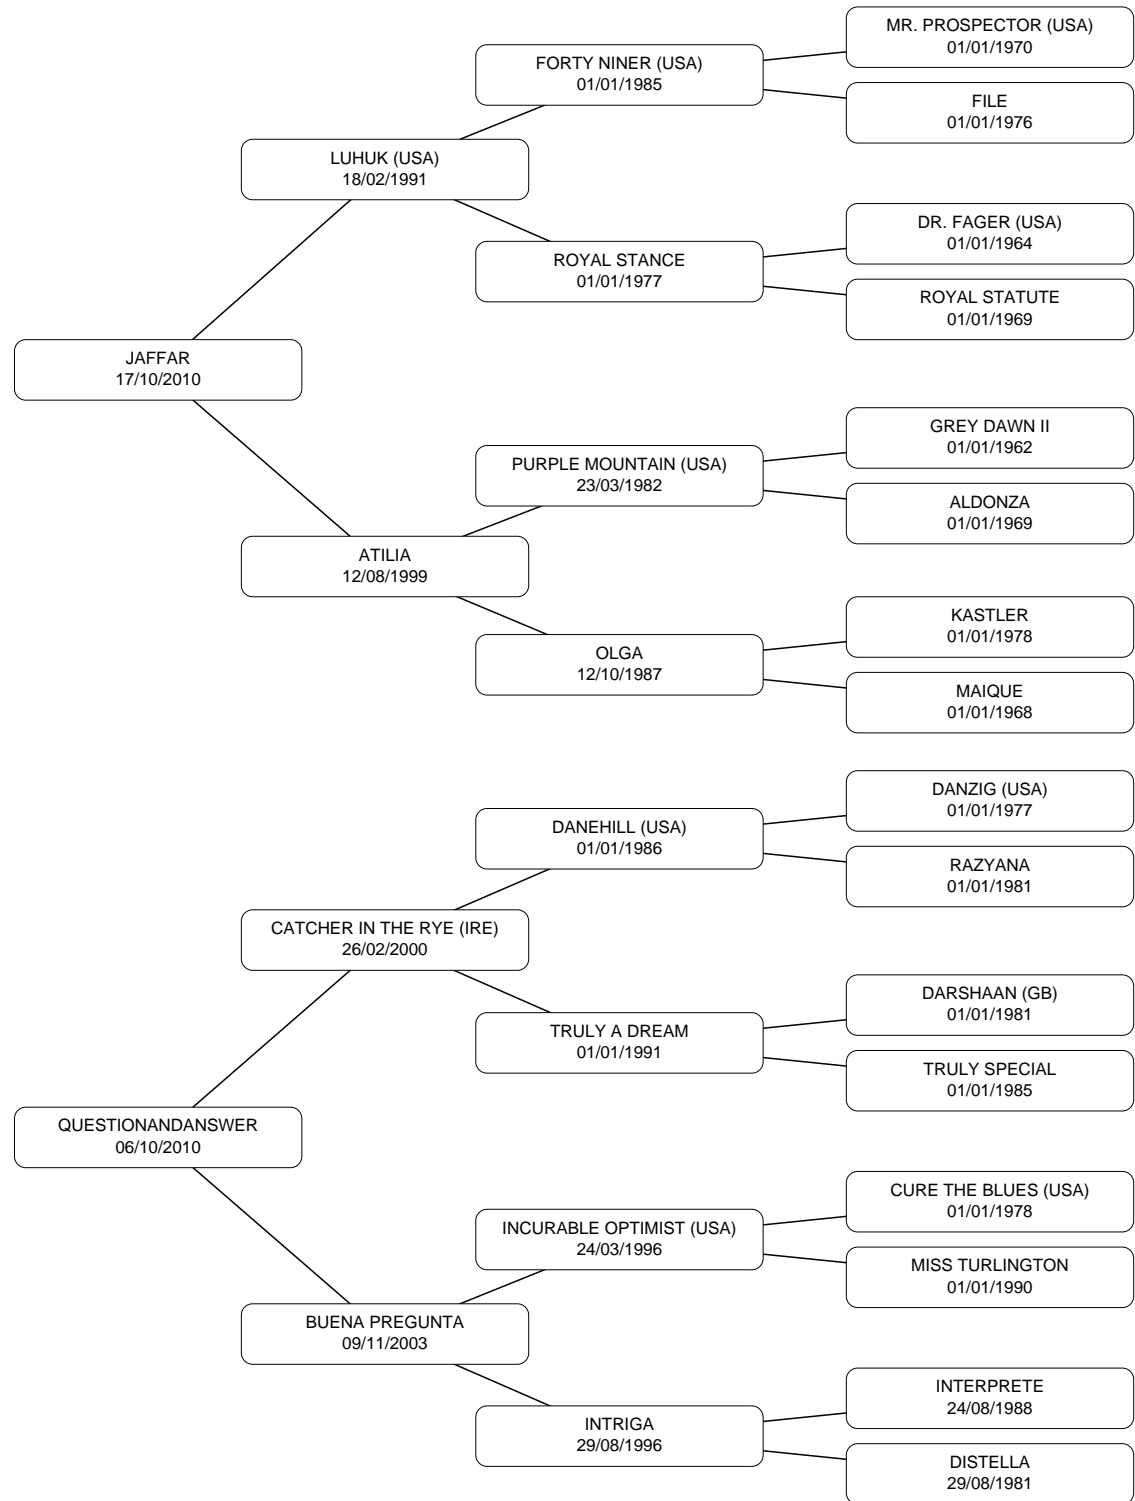 MR. PROSPECTOR (USA)
01/01/1970
FORTY NINER (USA)
01/01/1985
FILE
01/01/1976
LUHUK (USA)
18/02/1991
DR. FAGER (USA)
01/01/1964
ROYAL STANCE
01/01/1977
ROYAL STATUTE
01/01/1969
JAFFAR
17/10/2010
GREY DAWN II
01/01/1962
PURPLE MOUNTAIN (USA)
23/03/1982
ALDONZA
01/01/1969
ATILIA
12/08/1999
KASTLER
01/01/1978
OLGA
12/10/1987
MAIQUE
01/01/1968
DANZIG (USA)
01/01/1977
DANEHILL (USA)
01/01/1986
RAZYANA
01/01/1981
CATCHER IN THE RYE (IRE)
26/02/2000
DARSHAAN (GB)
01/01/1981
TRULY A DREAM
01/01/1991
TRULY SPECIAL
01/01/1985
QUESTIONANDANSWER
06/10/2010
CURE THE BLUES (USA)
01/01/1978
INCURABLE OPTIMIST (USA)
24/03/1996
MISS TURLINGTON
01/01/1990
BUENA PREGUNTA
09/11/2003
INTERPRETE
24/08/1988
INTRIGA
29/08/1996
DISTELLA
29/08/1981